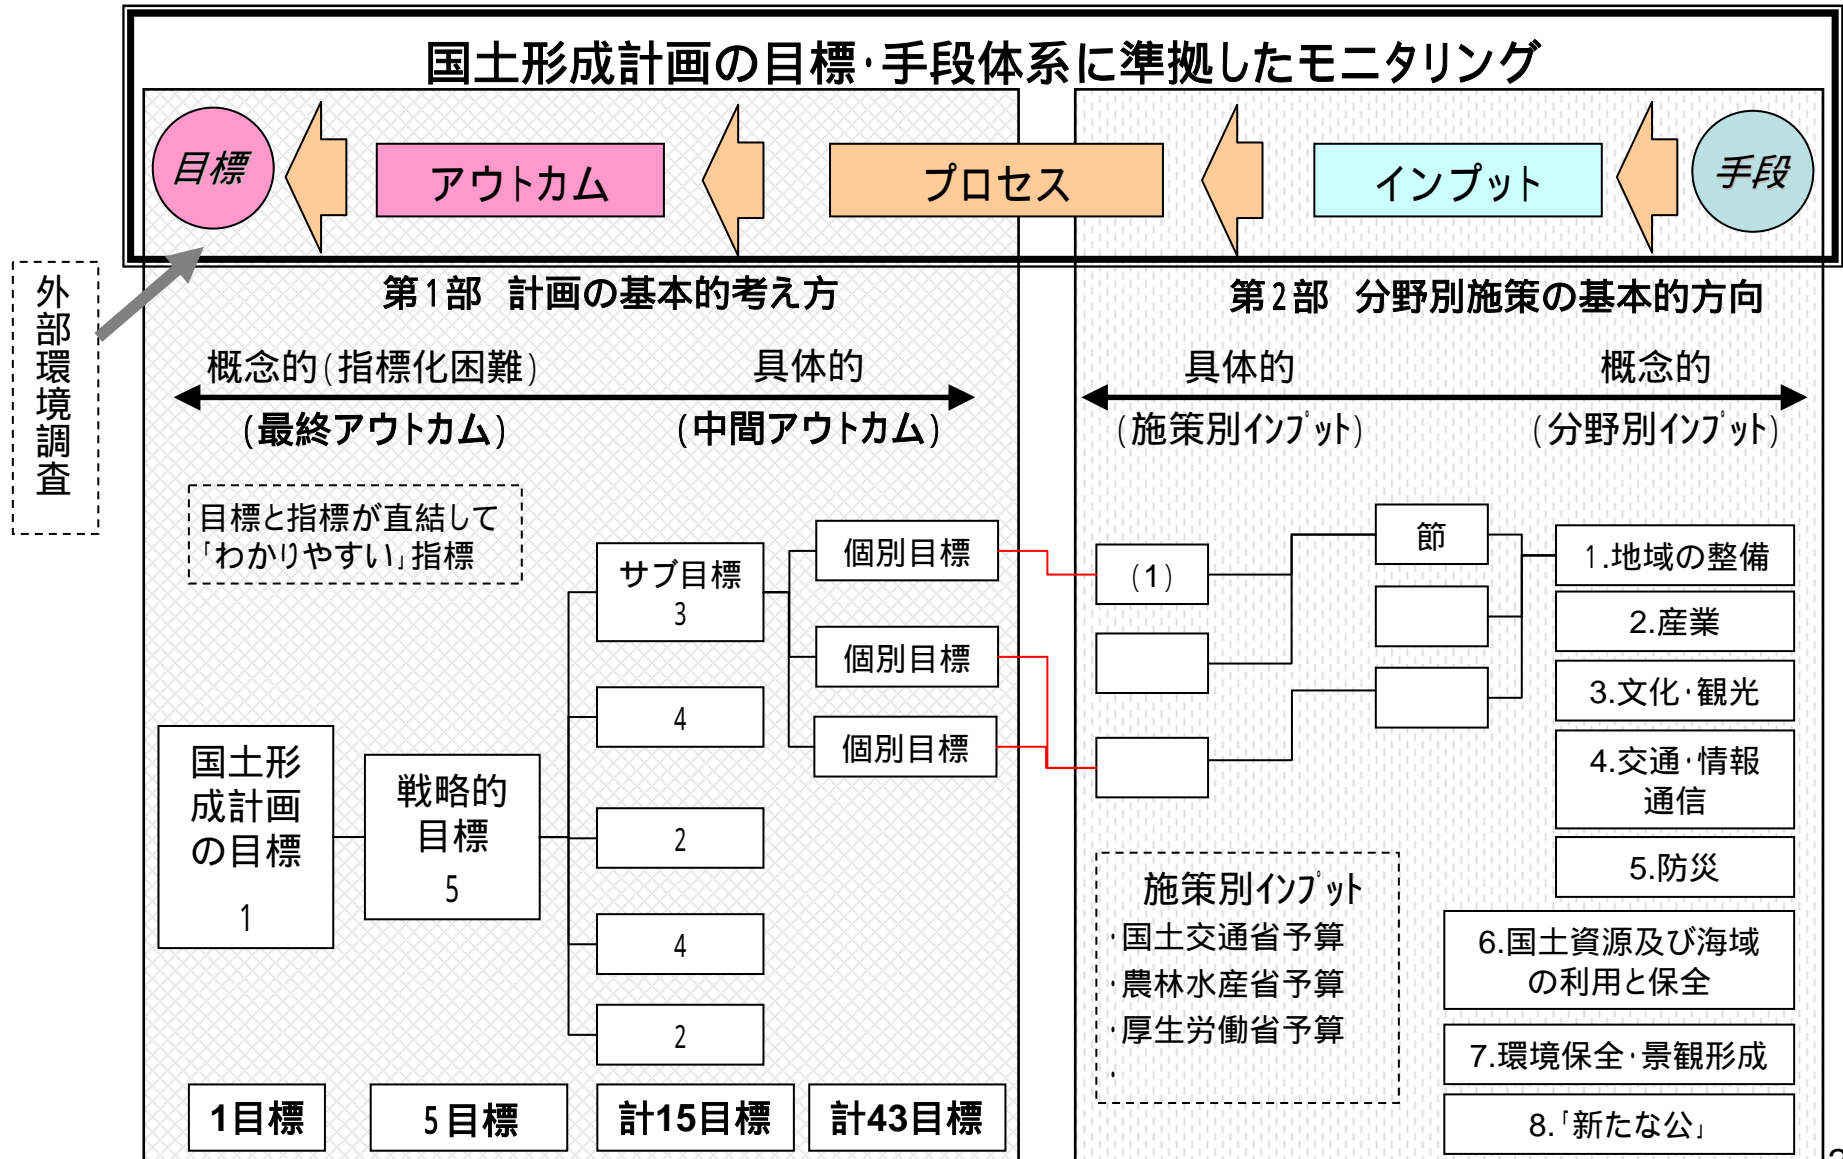 国土形成計画の目標・手段体系に準拠したモニタリング
目標
アウトカム
プロセス
インプット
手段
外部環境調査
第1部 計画の基本的考え方
概念的(指標化困難)
具体的
(最終アウトカム)
(中間アウトカム)
目標と指標が直結して
「わかりやすい」指標
国土形
成計画
の目標
1
戦略的
目標
5
サブ目標
3
4
2
4
2
個別目標
個別目標
個別目標
1目標
5目標
計15目標
計43目標
第2部 分野別施策の基本的方向
具体的
概念的
(施策別インプット)
(分野別インプット)
(1)
節
1.地域の整備
2.産業
3.文化・観光
4.交通・情報
通信
5.防災
6.国土資源及び海域
の利用と保全
7.環境保全・景観形成
8.「新たな公」
施策別インプット
・国土交通省予算
・農林水産省予算
・厚生労働省予算
・